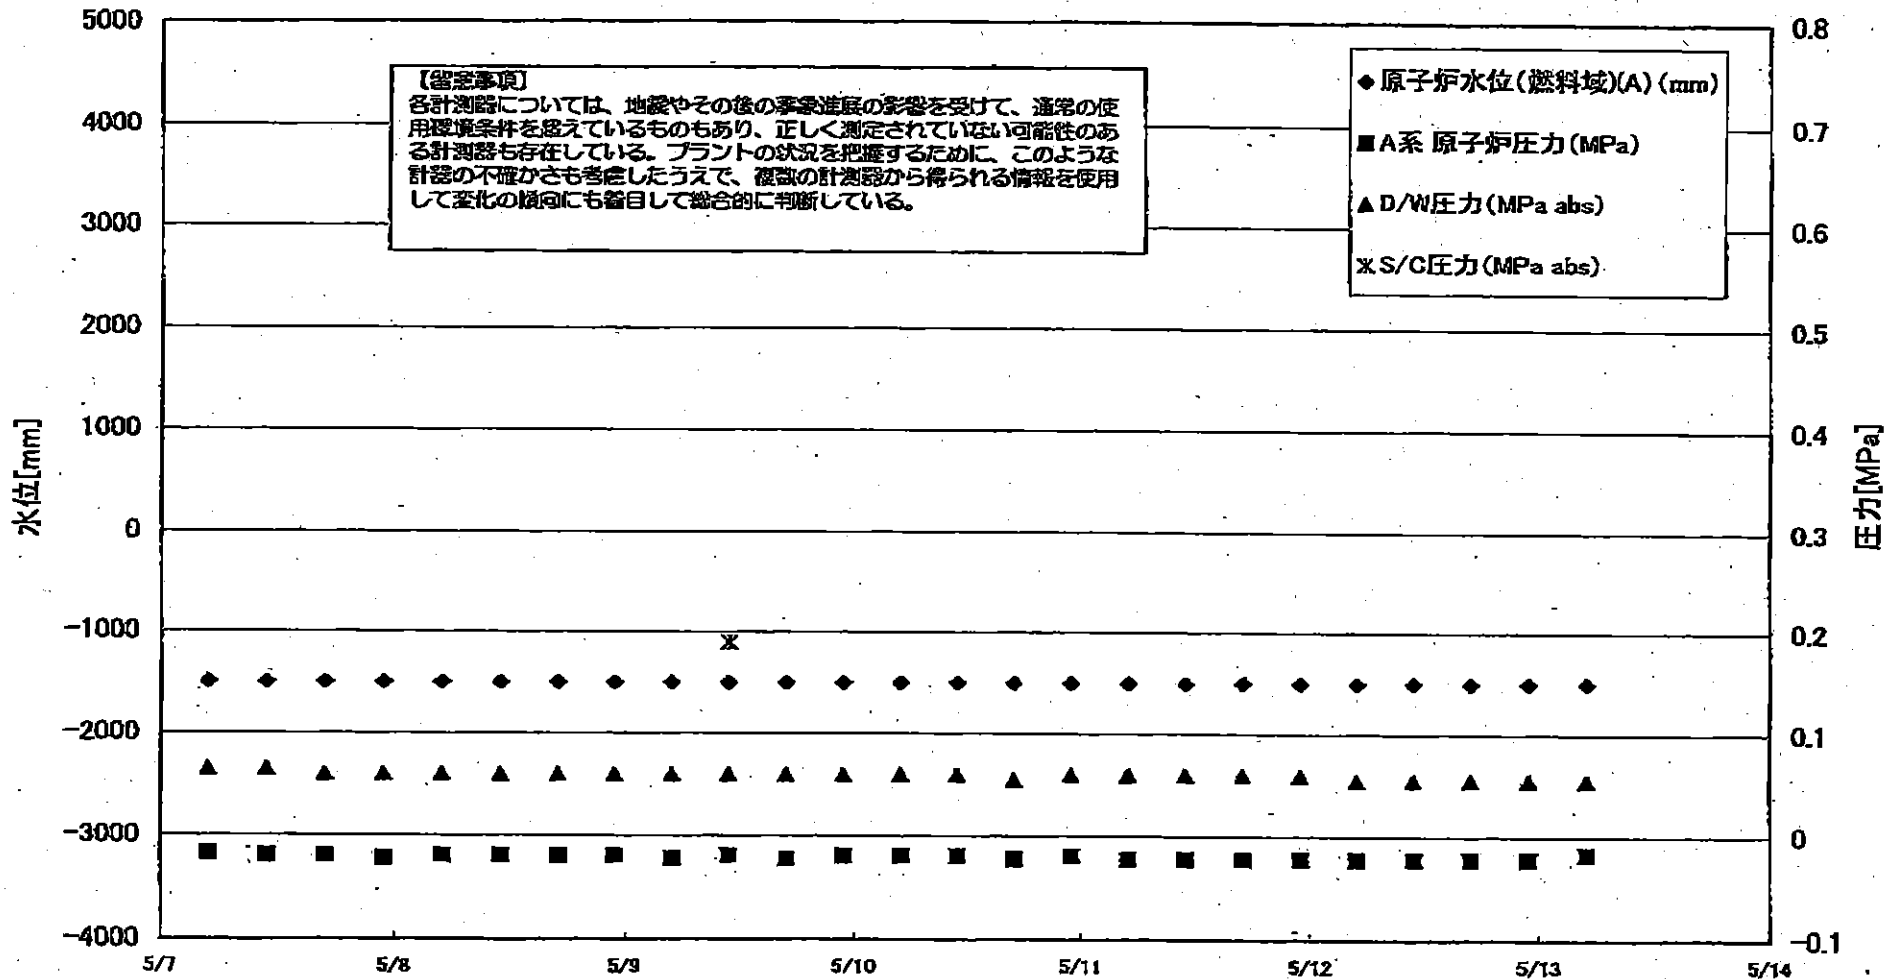 5000
4000
3000
2000
1000
0
-1000
-2000
-3000
-4000
水位[mm]
【留意事項】
各計測器については、地震やその後の事象進展の影響を受けて、通常の使
用環境条件を超えているものもあり、正しく測定されていない可能性のあ
る計測器も存在している。プラントの状況を把握するために、このような
計器の不確かさも考慮したうえで、複数の計測器から得られる情報を使用
して変化の傾向にも着目して総合的に判断している。
◆原子炉水位(燃料域)(A) (mm)
■A系 原子炉圧力(MPa)
▲D/W圧力(MPa abs)
ж S/C圧力(MPa abs)
0.8
0.7
0.6
0.5
0.4
0.3
0.2
0.1
0
-0.1
圧力[MPa]
5/7 5/8 5/9 5/10 5/11 5/12 5/13 5/14